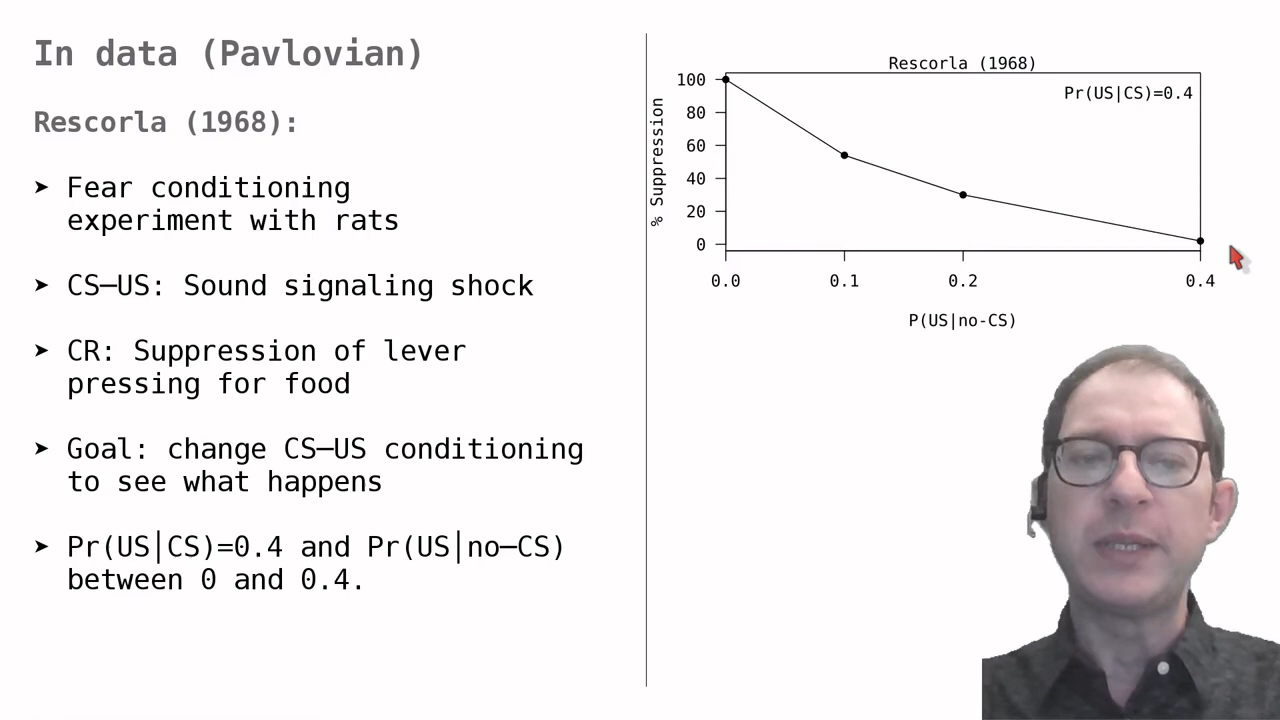 In data (Pavlovian)
Rescorla (1968):
➤ Fear conditioning
experiment with rats
➤ CS—US: Sound signaling shock
➤ CR: Suppression of lever
pressing for food
➤ Goal: change CS—US conditioning
to see what happens
➤ Pr(US|CS)=0.4 and Pr(US|no—CS)
between 0 and 0.4.
Rescorla (1968)
Pr(US|CS)=0.4
% Suppression
100
80
60
40
20
0
0.0 0.1 0.2 0.4
P(US|no-CS)